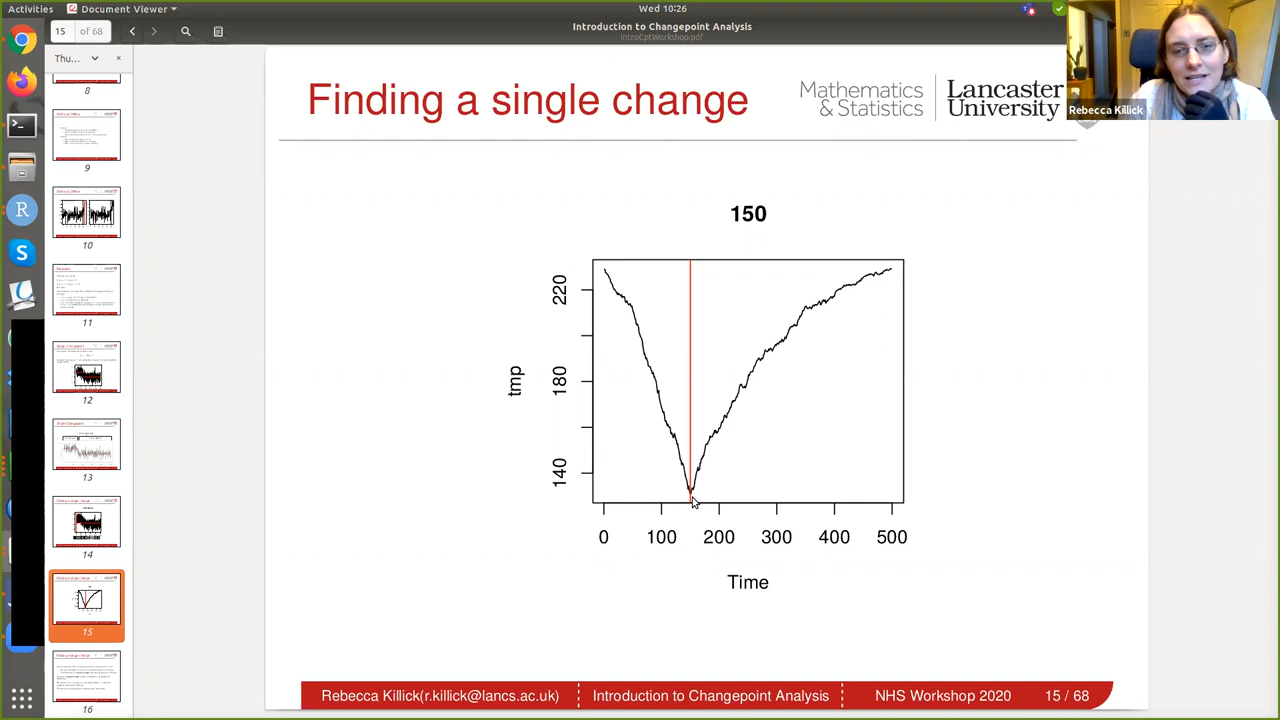 Activities
Document Viewer
Wed 10:26
15
of 68
Introduction to Changepoint Analysis
IntroCptWorkshop.pdf
Thu...
8
9
10
11
12
13
14
15
16
Finding a single change
Mathematics
& Statistics
Lancaster
University
Rebecca Killick
150
tmp
220
180
140
0 100 200 300 400 500
Time
Rebecca Killick(r.killick@lancs.ac.uk)
Introduction to Changepoint Analysis
NHS Workshop 2020
15 / 68